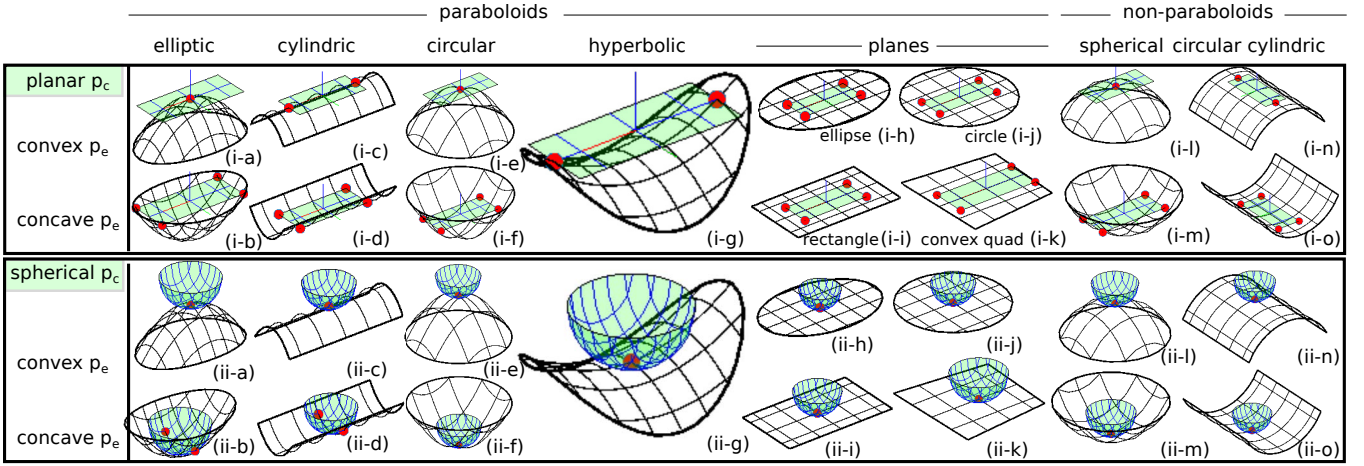 paraboloids non-paraboloids
elliptic cylindric circular hyperbolic planes spherical circular cylindric
planar pc
convex pe
(i-a) (i-c) (i-e) ellipse (i-h) circle (i-j) (i-l) (i-n)
concave pe
(i-b) (i-d) (i-f) (i-g) rectangle (i-i) convex quad (i-k) (i-m) (i-o)
spherical pc
convex pe
(ii-a) (ii-c) (ii-e) (ii-h) (ii-j) (ii-l) (ii-n)
concave pe
(ii-b) (ii-d) (ii-f) (ii-g) (ii-i) (ii-k) (ii-m) (ii-o)